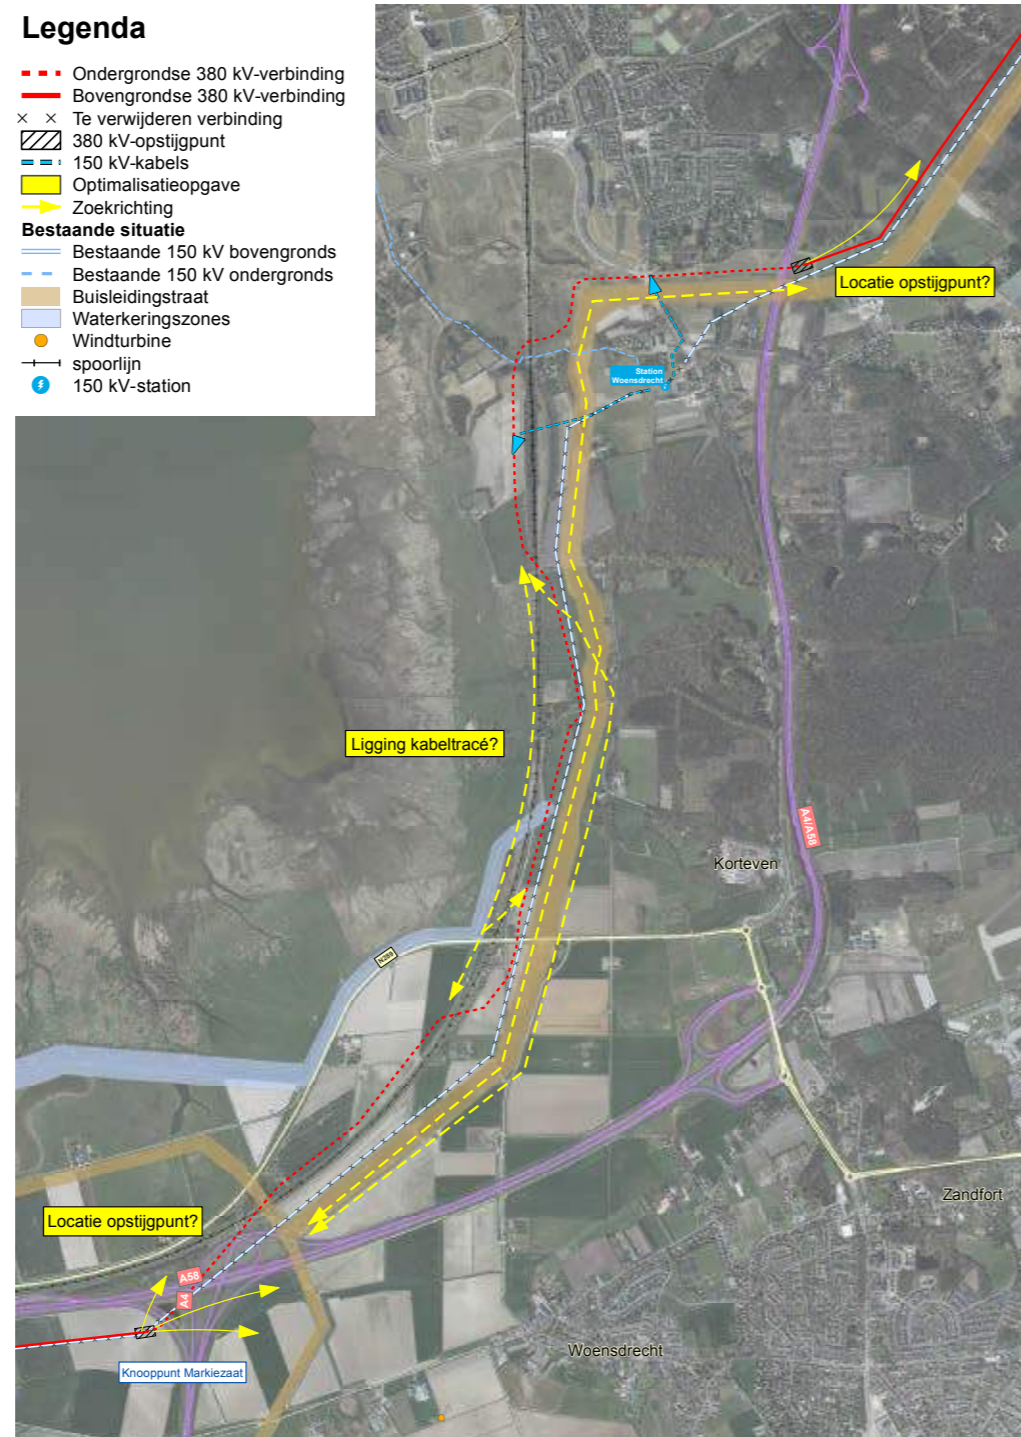 Legenda
Ondergrondse 380 kV-verbinding
Bovengrondse 380 kV-verbinding
Te verwijderen verbinding
380 kV-opstijgpunt
150 kV-kabels
Optimalisatieopgave
Zoekrichting
Bestaande situatie
Bestaande 150 kV bovengronds
Bestaande 150 kV ondergronds
Buisleidingstraat
Waterkeringszones
Windturbine
spoorlijn
150 kV-station
Locatie opstijgpunt?
Station
Woensdrecht
Ligging kabeltracé?
A4/A58
Korteven
N289
Zandfort
Locatie opstijgpunt?
A58
A4
Woensdrecht
Knooppunt Markiezaat